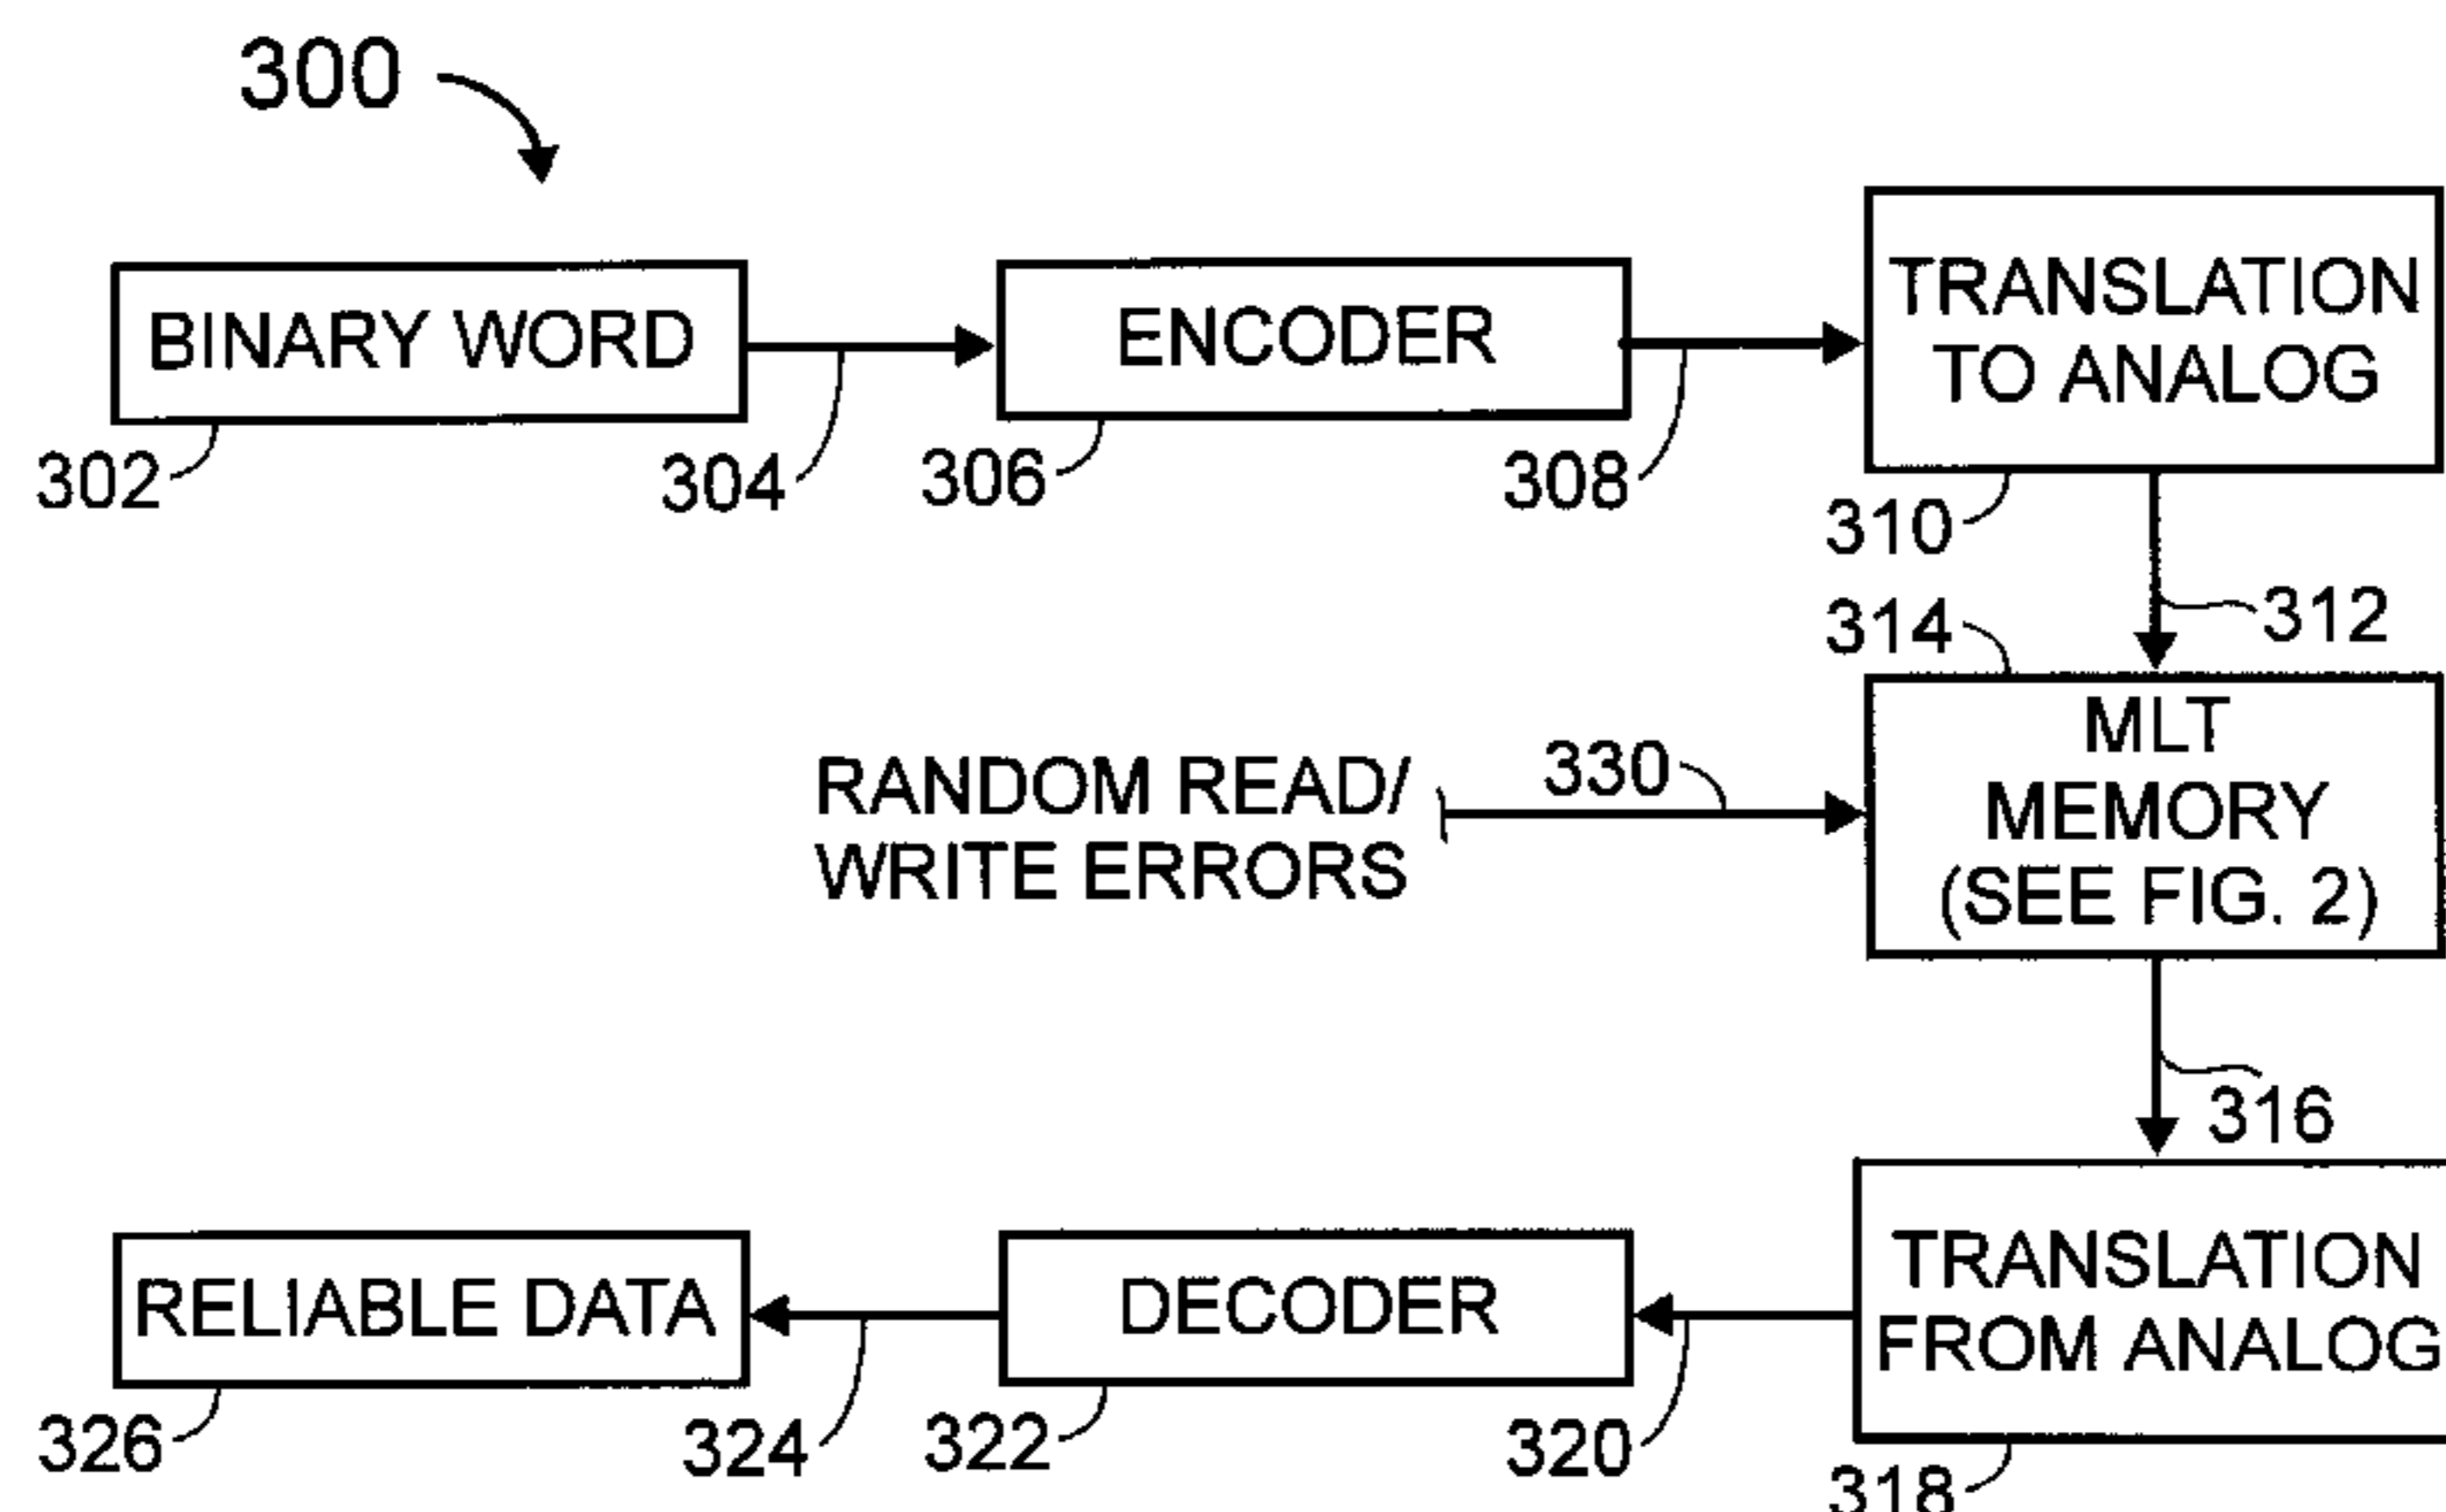 300
BINARY WORD
ENCODER
TRANSLATION
TO ANALOG
302
304
306
308
310
312
314
RANDOM READ/
WRITE ERRORS
330
MLT
MEMORY
(SEE FIG. 2)
316
RELIABLE DATA
DECODER
TRANSLATION
FROM ANALOG
326
324
322
320
318